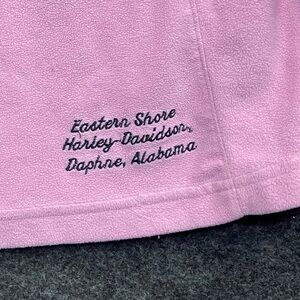 Eastern Shore
Harley-Davidson,
Daphne, Alabama